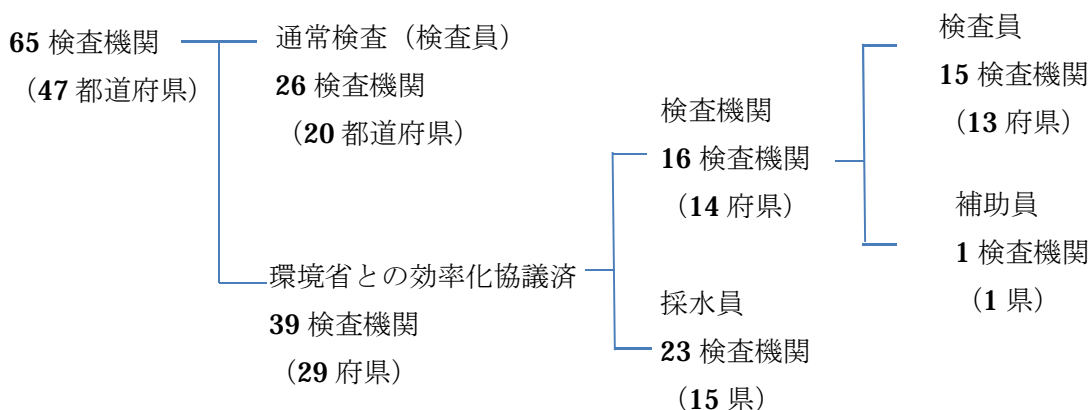 65 検査機関
（47 都道府県）
通常検査（検査員）
26 検査機関
（20 都道府県）
環境省との効率化協議済
39 検査機関
（29 府県）
検査機関
16 検査機関
（14 府県）
採水員
23 検査機関
（15 県）
検査員
15 検査機関
（13 府県）
補助員
1 検査機関
（1 県）